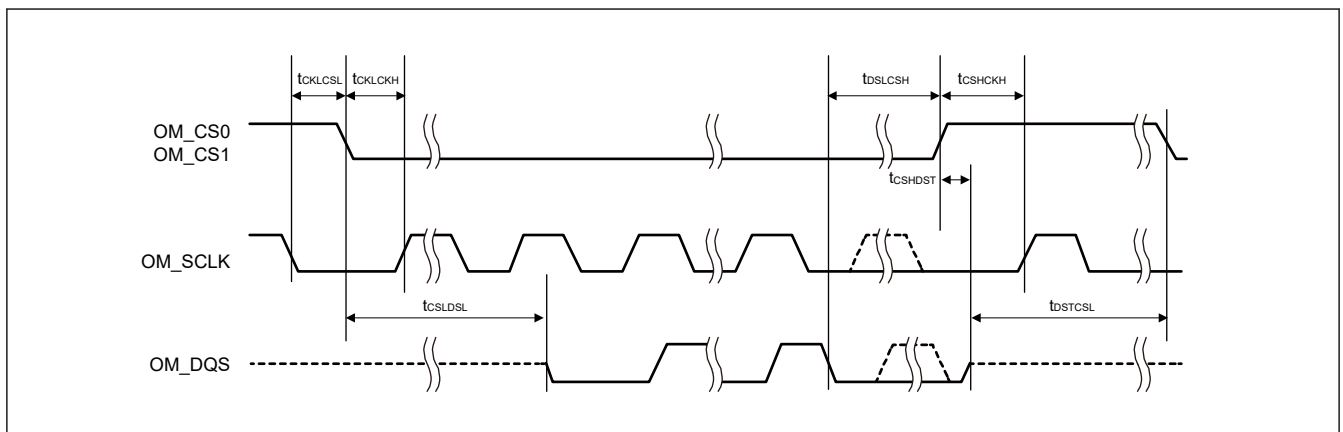 tCKLCSL tCKLCKH tDSLCSH tCSHCKH
OM_CS0
OM_CS1
tCSHDST
OM_SCLK
tCSLDSL tDSTCSL
OM_DQS